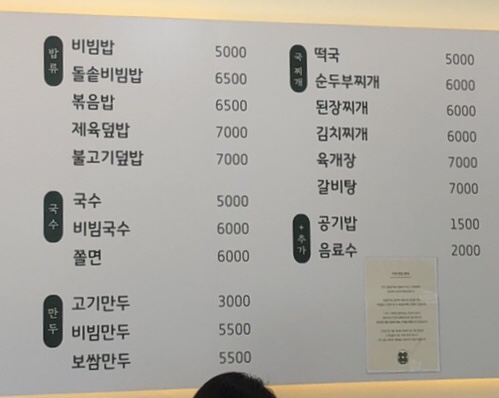 밥류
비빔밥 5000
돌솥비빔밥 6500
볶음밥 6500
제육덮밥 7000
불고기덮밥 7000
국수
국수 5000
비빔국수 6000
쫄면 6000
만두
고기만두 3000
비빔만두 5500
보쌈만두 5500
국찌개
떡국 5000
순두부찌개 6000
된장찌개 6000
김치찌개 6000
육개장 7000
갈비탕 7000
+추가
공기밥 1500
음료수 2000